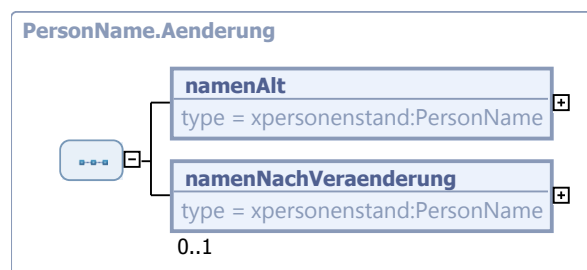 PersonName.Aenderung
namenAlt
type = xpersonenstand:PersonName
namenNachVeraenderung
type = xpersonenstand:PersonName
0..1